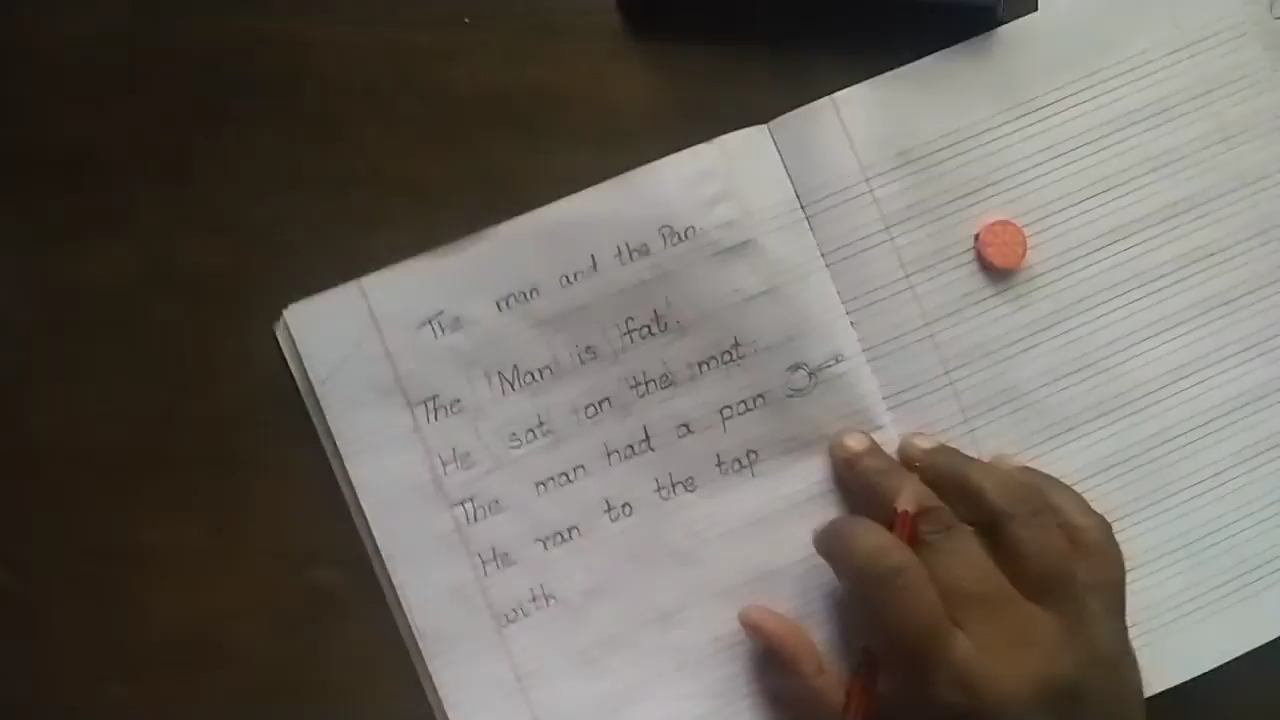 The man and the Pan.
The Man is fat.
He sat on the mat.
The man had a pan
He ran to the tap
with